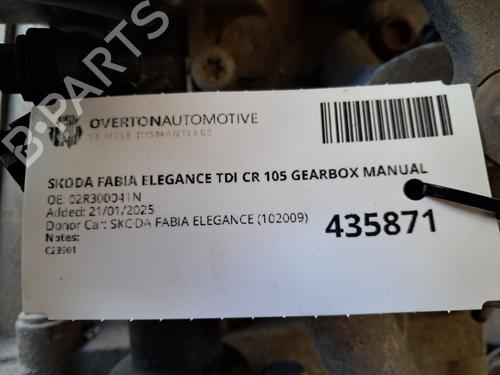 B-PARTS
OVERTONAUTOMOTIVE
VEHICLE DISMANTLERS
SKODA FABIA ELEGANCE TDI CR 105 GEARBOX MANUAL
OE: 02R300041N
Added: 21/01/2025
Donor Car: SKODA FABIA ELEGANCE (102009)
Notes:
C23901
435871